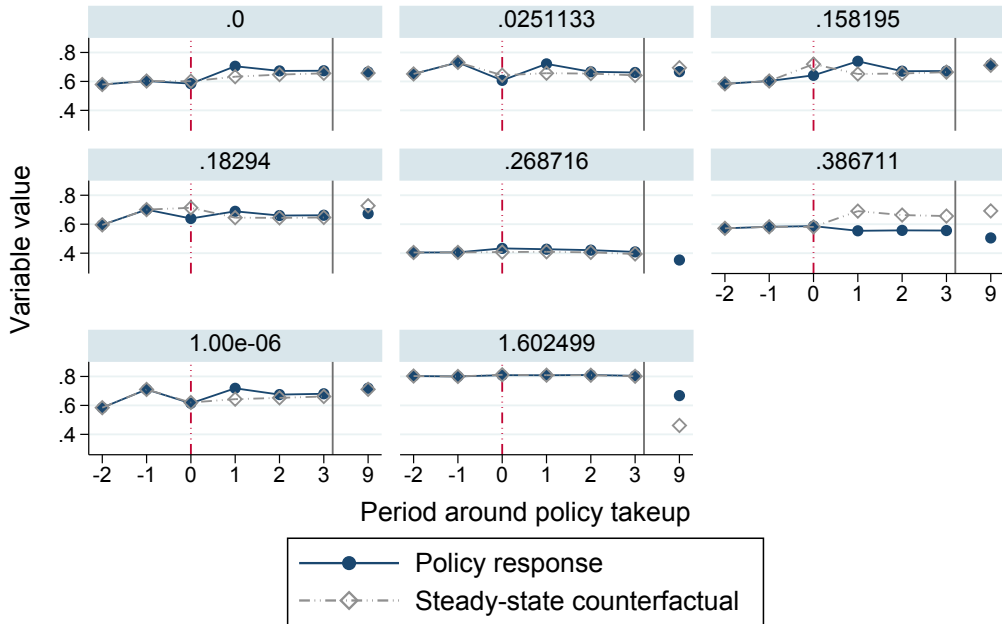 .0
.0251133
.158195
.8
.6
.4
.18294
.268716
.386711
.8
.6
.4
-2 -1 0 1 2 3 9
1.00e-06
1.602499
.8
.6
.4
-2 -1 0 1 2 3 9
-2 -1 0 1 2 3 9
Variable value
Period around policy takeup
Policy response
Steady-state counterfactual